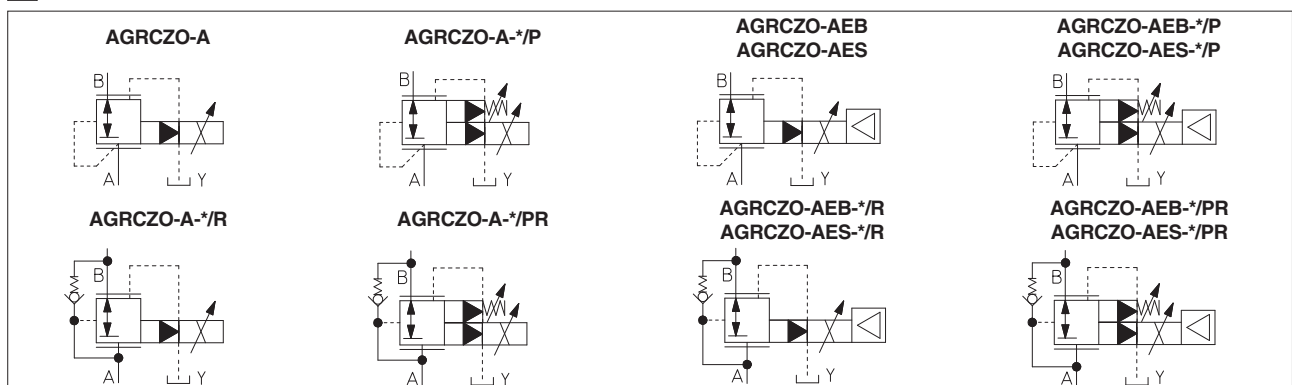 AGRCZO-A
AGRCZO-A-*/P
AGRCZO-AEB
AGRCZO-AES
AGRCZO-AEB-*/P
AGRCZO-AES-*/P
B
A
Y
B
A
Y
B
A
Y
B
A
Y
AGRCZO-A-*/R
AGRCZO-A-*/PR
AGRCZO-AEB-*/R
AGRCZO-AES-*/R
AGRCZO-AEB-*/PR
AGRCZO-AES-*/PR
B
A
Y
B
A
Y
B
A
Y
B
A
Y